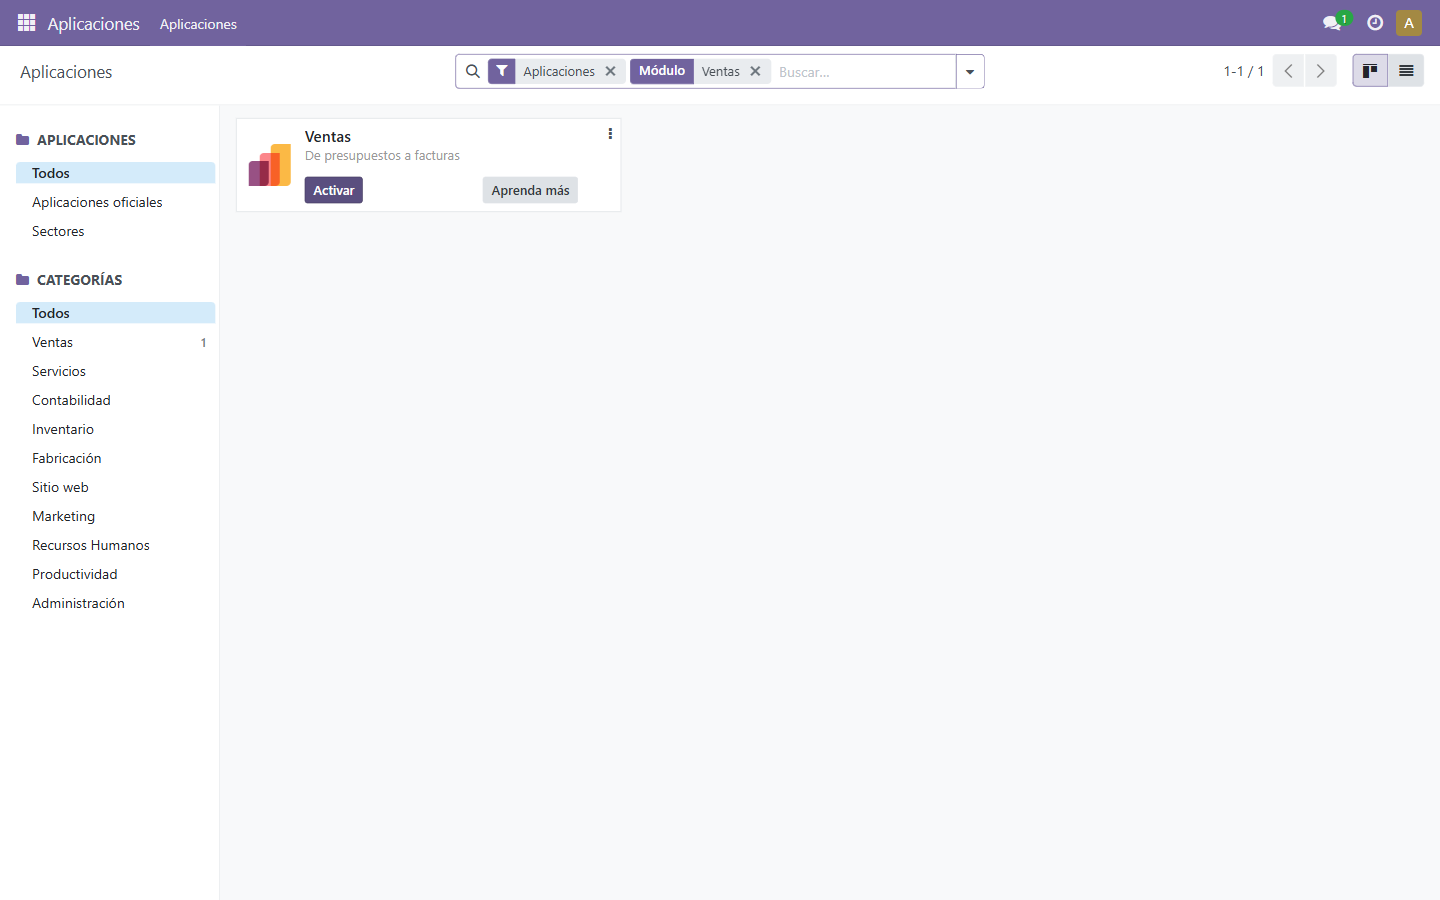 Aplicaciones Aplicaciones 1 A
Aplicaciones Aplicaciones Módulo Ventas Buscar... 1-1 / 1
APLICACIONES
Todos
Aplicaciones oficiales
Sectores
CATEGORÍAS
Todos
Ventas 1
Servicios
Contabilidad
Inventario
Fabricación
Sitio web
Marketing
Recursos Humanos
Productividad
Administración
Ventas
De presupuestos a facturas
Activar Aprenda más